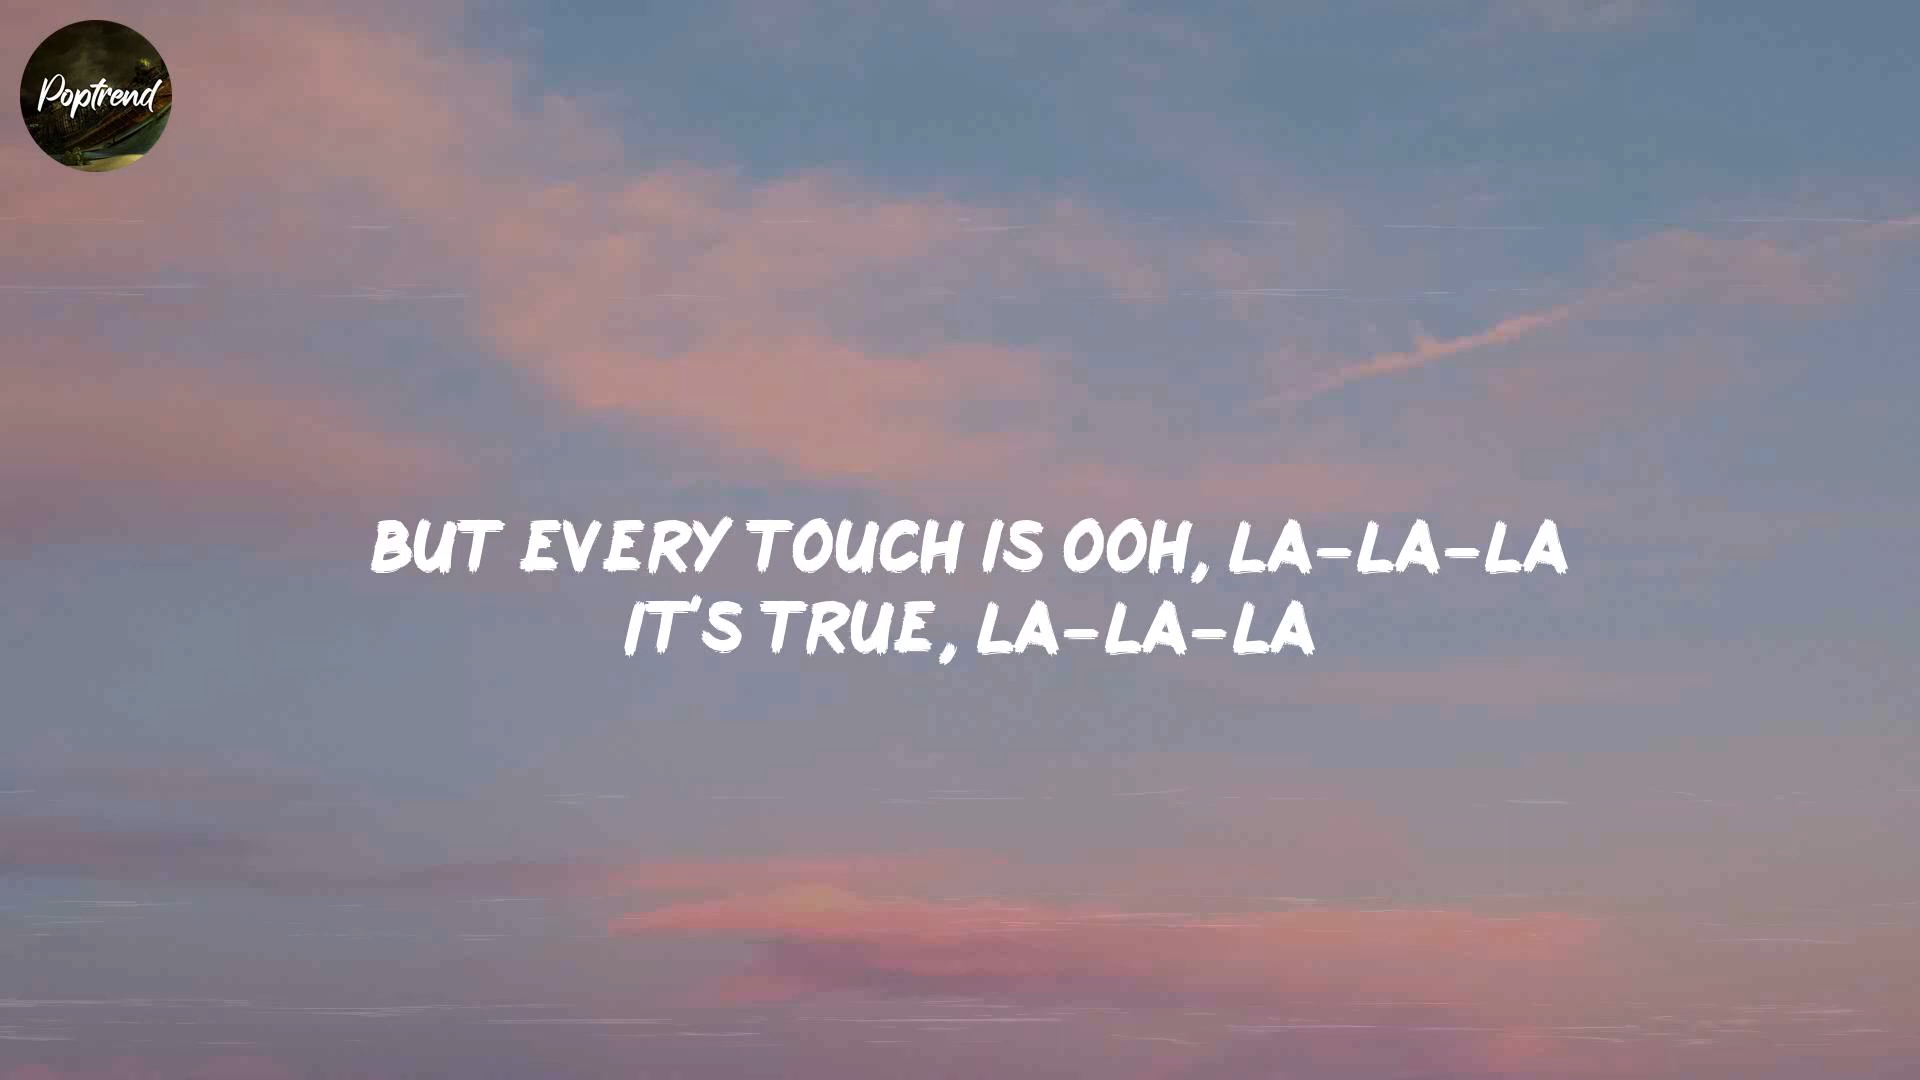 Poptrend
BUT EVERY TOUCH IS OOH, LA-LA-LA
IT'S TRUE, LA-LA-LA